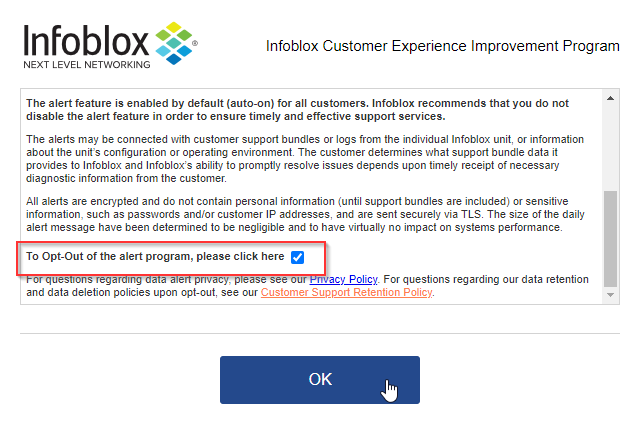 Infoblox®
NEXT LEVEL NETWORKING
Infoblox Customer Experience Improvement Program
The alert feature is enabled by default (auto-on) for all customers. Infoblox recommends that you do not
disable the alert feature in order to ensure timely and effective support services.
The alerts may be connected with customer support bundles or logs from the individual Infoblox unit, or information
about the unit's configuration or operating environment. The customer determines what support bundle data it
provides to Infoblox and Infoblox's ability to promptly resolve issues depends upon timely receipt of necessary
diagnostic information from the customer.
All alerts are encrypted and do not contain personal information (until support bundles are included) or sensitive
information, such as passwords and/or customer IP addresses, and are sent securely via TLS. The size of the daily
alert message have been determined to be negligible and to have virtually no impact on systems performance.
To Opt-Out of the alert program, please click here
For questions regarding data alert privacy, please see our Privacy Policy. For questions regarding our data retention
and data deletion policies upon opt-out, see our Customer Support Retention Policy.
OK